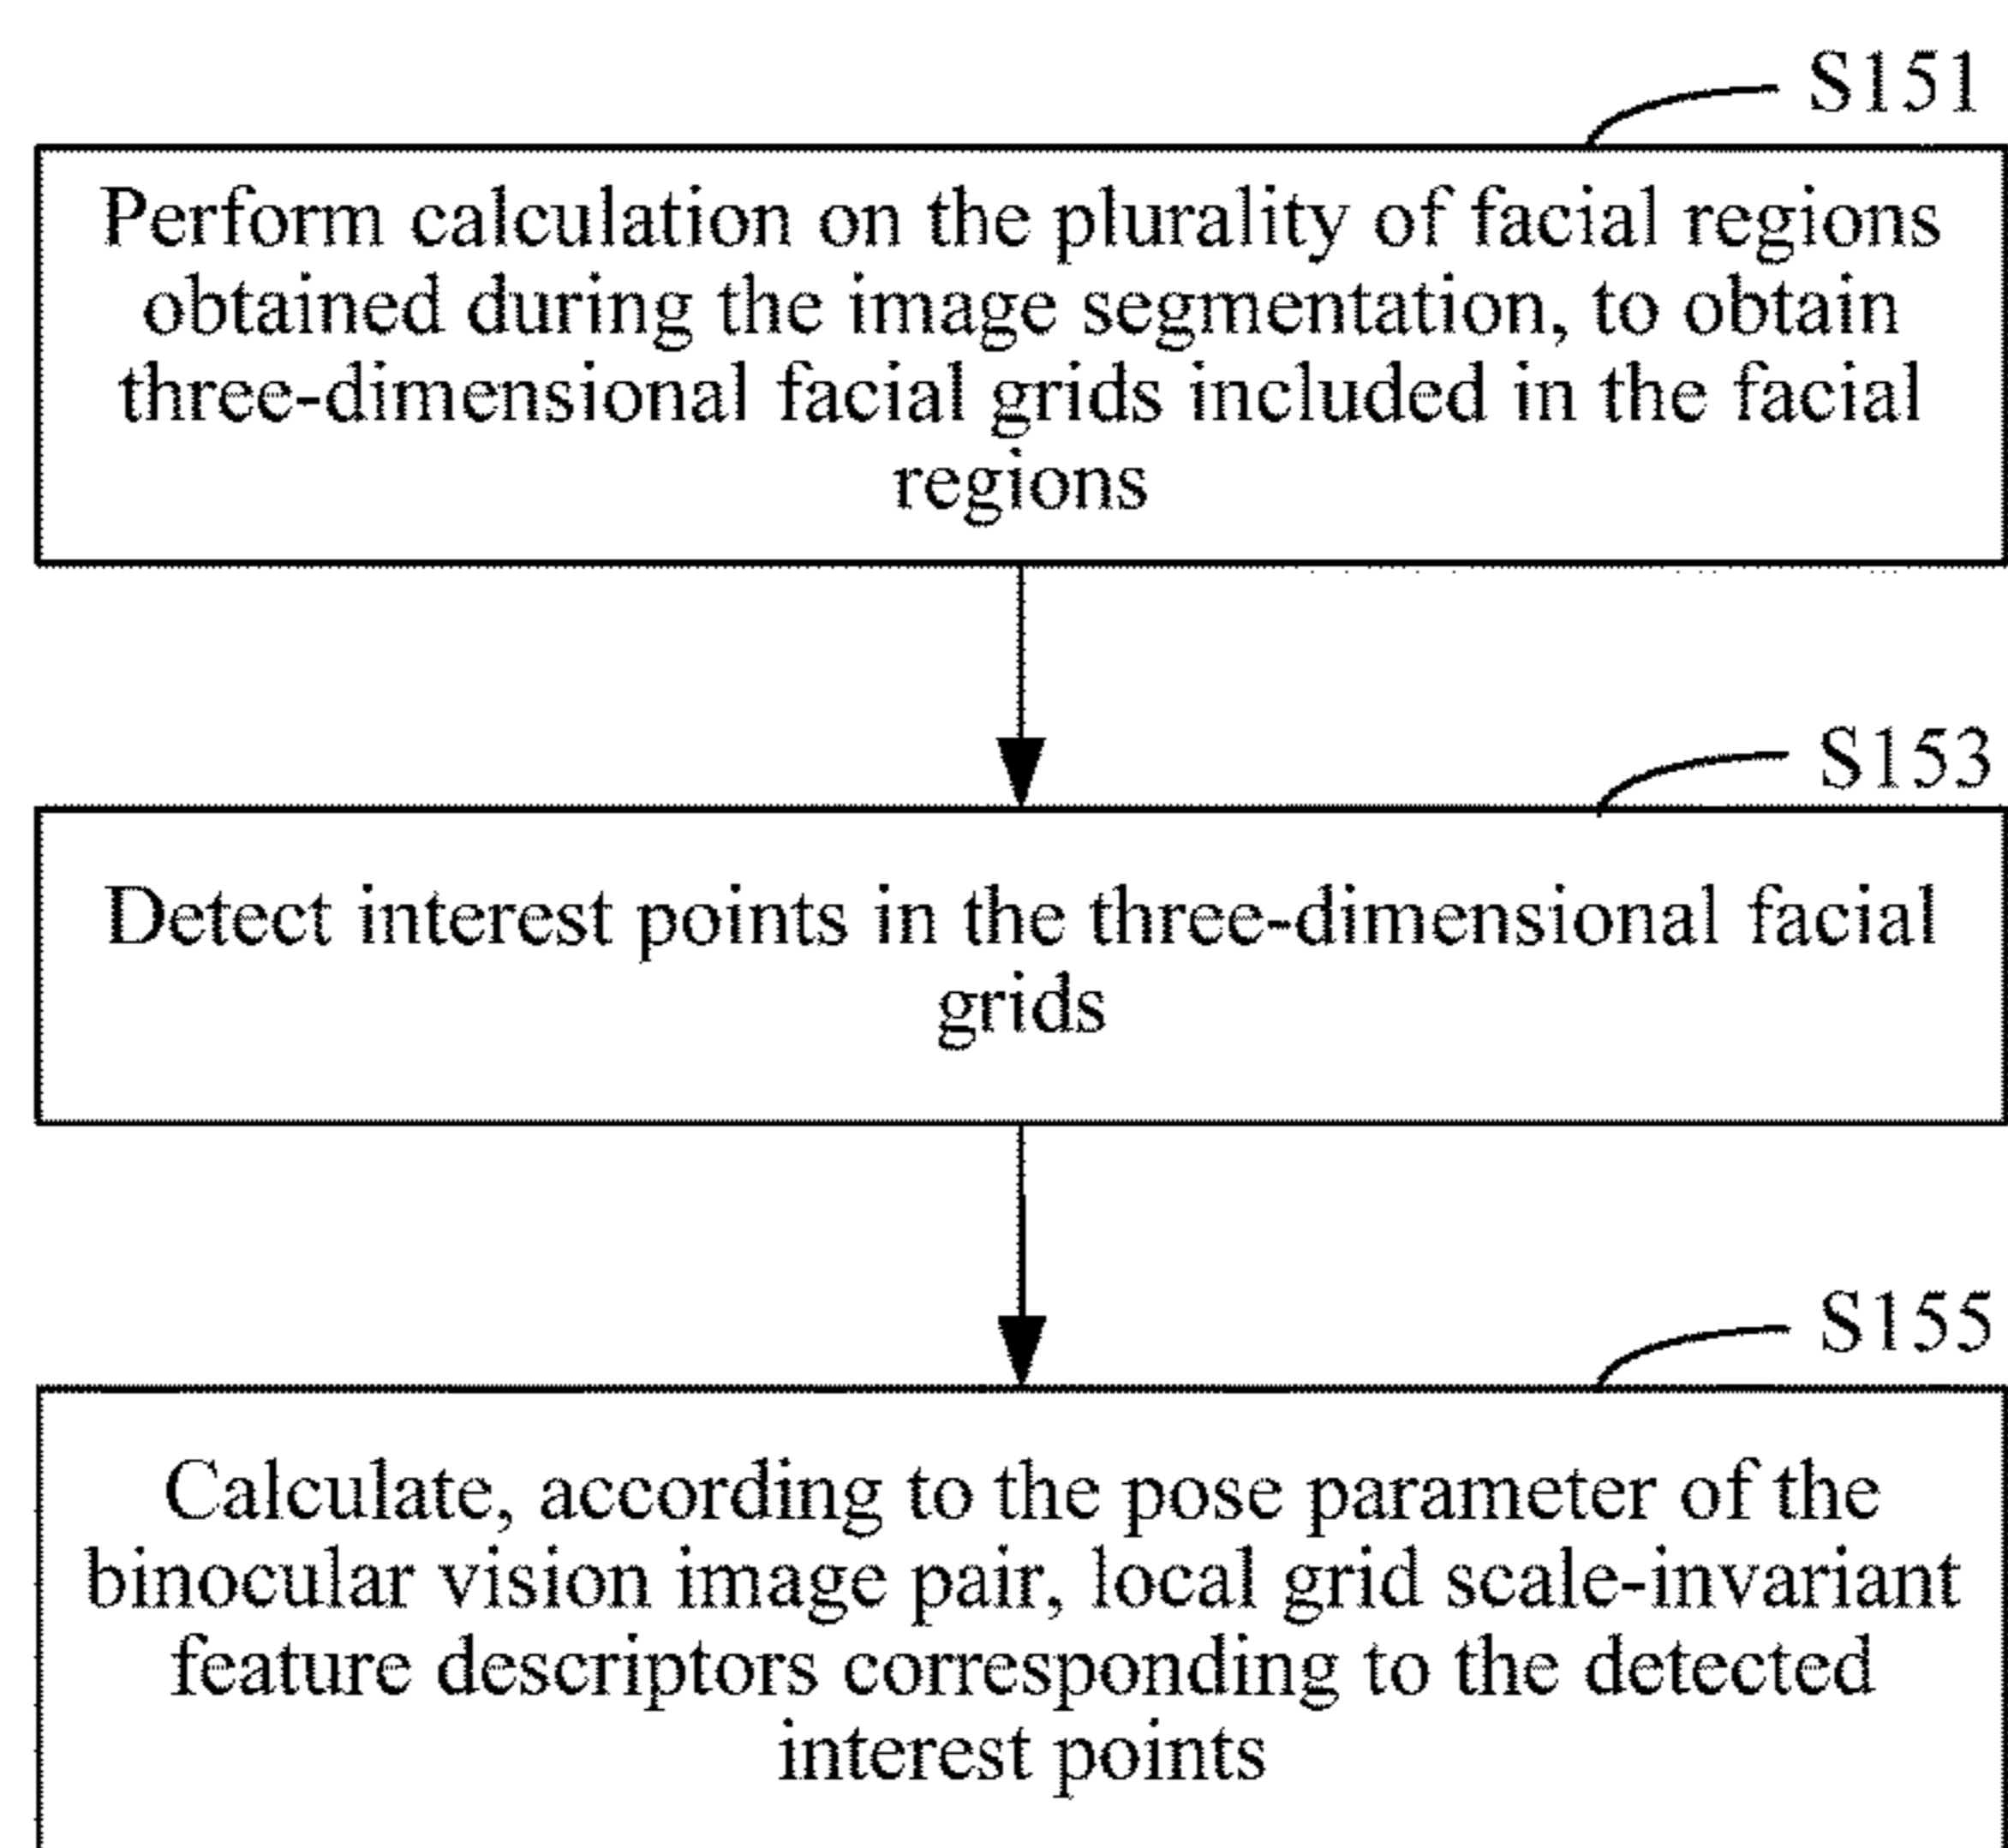 S151
Perform calculation on the plurality of facial regions
obtained during the image segmentation, to obtain
three-dimensional facial grids included in the facial
regions
S153
Detect interest points in the three-dimensional facial
grids
S155
Calculate, according to the pose parameter of the
binocular vision image pair, local grid scale-invariant
feature descriptors corresponding to the detected
interest points